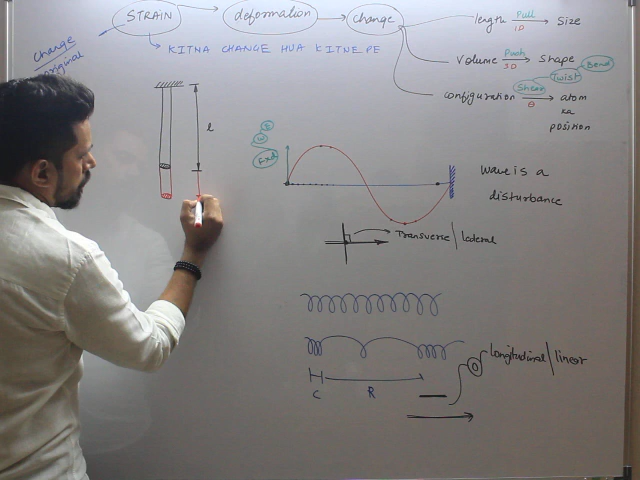 STRAIN
deformation
change
length Pull 1D Size
Volume Push 3D Shape
Bend
Twist
Shear
Configuration θ atom
ka
position
KITNA CHANGE HUA KITNE PE
change
original
l
Fxd
wave is a
disturbance
Transverse/lateral
Longitudinal/linear
C R